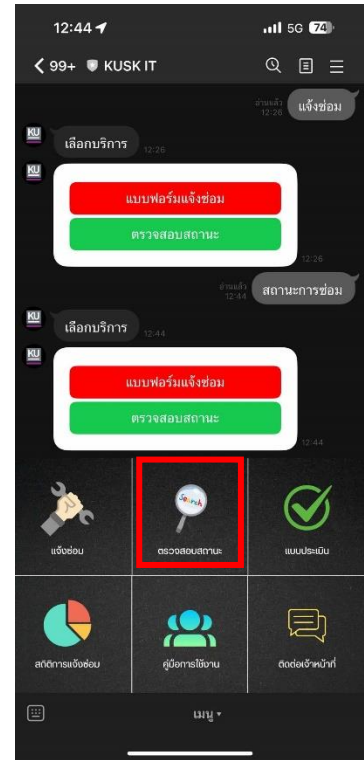 12:44
5G 74
99+ KUSK IT
อ่านแล้ว
12:26
แจ้งซ่อม
KU
เลือกบริการ
12:26
KU
แบบฟอร์มแจ้งซ่อม
ตรวจสอบสถานะ
12:26
อ่านแล้ว
12:44
สถานะการซ่อม
KU
เลือกบริการ
12:44
KU
แบบฟอร์มแจ้งซ่อม
ตรวจสอบสถานะ
12:44
Search
แจ้งซ่อม
ตรวจสอบสถานะ
แบบประเมิน
สถิติการแจ้งซ่อม
คู่มือการใช้งาน
ติดต่อเจ้าหน้าที่
เมนู